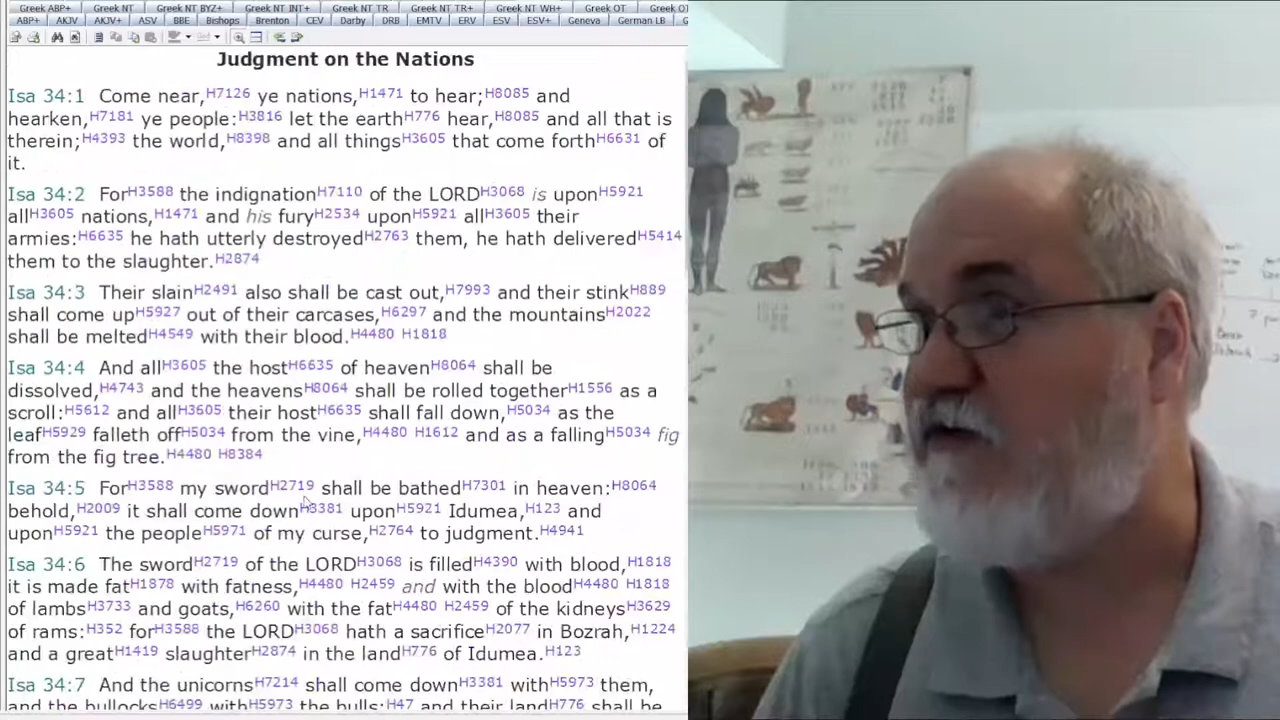 Greek ABP+ Greek NT Greek NT BYZ+ Greek NT INT+ Greek NT TR Greek NT TR+ Greek NT WH+ Greek OT
ABP+ AKJV AKJV+ ASV BBE Bishops Brenton CEV Darby DRB EMTV ERV ESV ESV+ Geneva German LB
Judgment on the Nations
Isa 34:1 Come near,H7126 ye nations,H1471 to hear;H8085 and
hearken,H7181 ye people:H3816 let the earthH776 hear,H8085 and all that is
therein;H4393 the world,H8398 and all thingsH3605 that come forthH6631 of
it.
Isa 34:2 ForH3588 the indignationH7110 of the LORDH3068 is uponH5921
allH3605 nations,H1471 and his furyH2534 uponH5921 allH3605 their
armies:H6635 he hath utterly destroyedH2763 them, he hath deliveredH5414
them to the slaughter.H2874
Isa 34:3 Their slainH2491 also shall be cast out,H7993 and their stinkH889
shall come upH5927 out of their carcases,H6297 and the mountainsH2022
shall be meltedH4549 with their blood.H4480 H1818
Isa 34:4 And allH3605 the hostH6635 of heavenH8064 shall be
dissolved,H4743 and the heavensH8064 shall be rolled togetherH1556 as a
scroll:H5612 and allH3605 their hostH6635 shall fall down,H5034 as the
leafH5929 falleth offH5034 from the vine,H4480 H1612 and as a fallingH5034 fig
from the fig tree.H4480 H8384
Isa 34:5 ForH3588 my swordH2719 shall be bathedH7301 in heaven:H8064
behold,H2009 it shall come downH3381 uponH5921 Idumea,H123 and
uponH5921 the peopleH5971 of my curse,H2764 to judgment.H4941
Isa 34:6 The swordH2719 of the LORDH3068 is filledH4390 with blood,H1818
it is made fatH1878 with fatness,H4480 H2459 and with the bloodH4480 H1818
of lambsH3733 and goats,H6260 with the fatH4480 H2459 of the kidneysH3629
of rams:H352 forH3588 the LORDH3068 hath a sacrificeH2077 in Bozrah,H1224
and a greatH1419 slaughterH2874 in the landH776 of Idumea.H123
Isa 34:7 And the unicornsH7214 shall come downH3381 withH5973 them,
and the bullocksH6499 withH5973 the bulls;H47 and their landH776 shall be